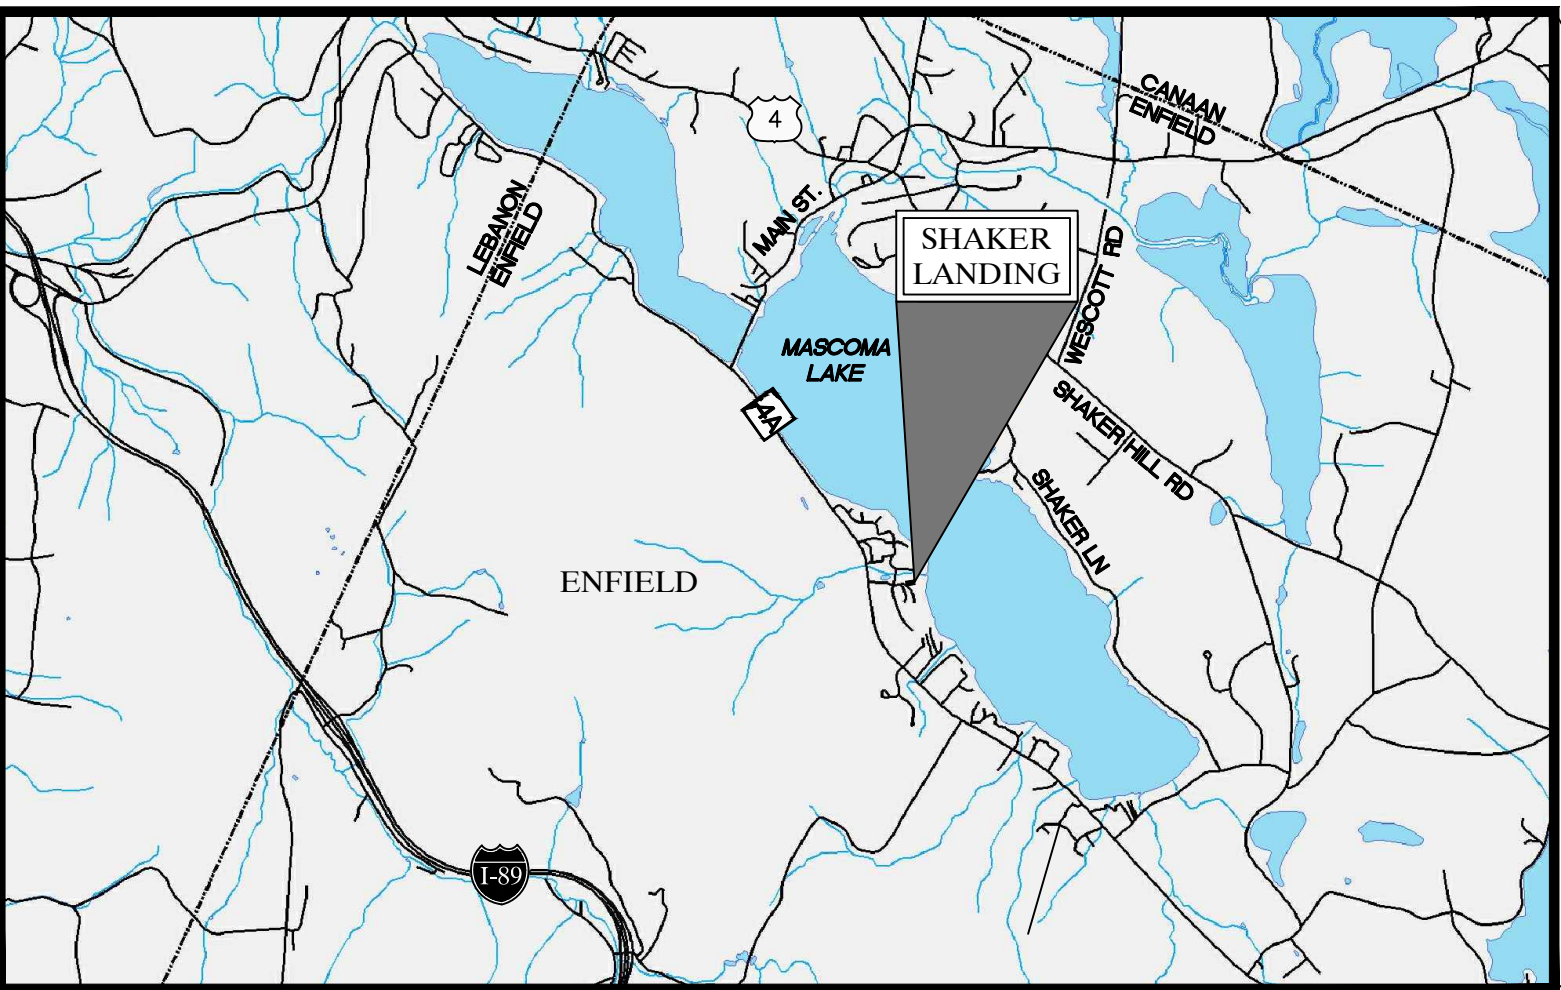 CANAAN
ENFIELD
4
LEBANON
ENFIELD
MAIN ST.
SHAKER
LANDING
WESCOTT RD
MASCOMA
LAKE
4A
SHAKER HILL RD
SHAKER LN
ENFIELD
I-89